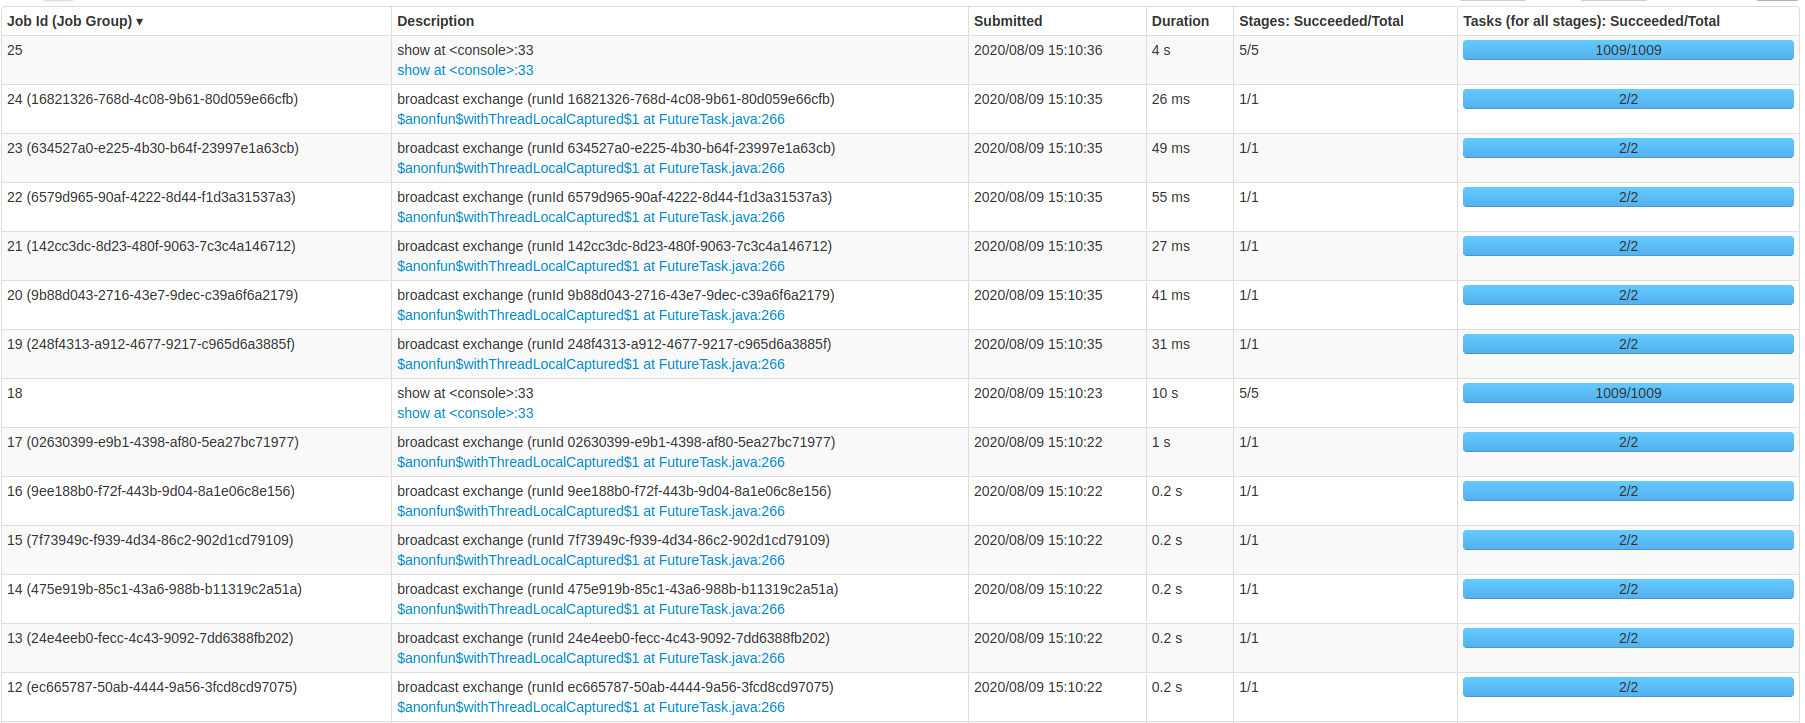 Job Id (Job Group) ▾ Description Submitted Duration Stages: Succeeded/Total Tasks (for all stages): Succeeded/Total
25 show at <console>:33 2020/08/09 15:10:36 4 s 5/5 1009/1009
show at <console>:33
24 (16821326-768d-4c08-9b61-80d059e66cfb) broadcast exchange (runId 16821326-768d-4c08-9b61-80d059e66cfb) 2020/08/09 15:10:35 26 ms 1/1 2/2
$anonfun$withThreadLocalCaptured$1 at FutureTask.java:266
23 (634527a0-e225-4b30-b64f-23997e1a63cb) broadcast exchange (runId 634527a0-e225-4b30-b64f-23997e1a63cb) 2020/08/09 15:10:35 49 ms 1/1 2/2
$anonfun$withThreadLocalCaptured$1 at FutureTask.java:266
22 (6579d965-90af-4222-8d44-f1d3a31537a3) broadcast exchange (runId 6579d965-90af-4222-8d44-f1d3a31537a3) 2020/08/09 15:10:35 55 ms 1/1 2/2
$anonfun$withThreadLocalCaptured$1 at FutureTask.java:266
21 (142cc3dc-8d23-480f-9063-7c3c4a146712) broadcast exchange (runId 142cc3dc-8d23-480f-9063-7c3c4a146712) 2020/08/09 15:10:35 27 ms 1/1 2/2
$anonfun$withThreadLocalCaptured$1 at FutureTask.java:266
20 (9b88d043-2716-43e7-9dec-c39a6f6a2179) broadcast exchange (runId 9b88d043-2716-43e7-9dec-c39a6f6a2179) 2020/08/09 15:10:35 41 ms 1/1 2/2
$anonfun$withThreadLocalCaptured$1 at FutureTask.java:266
19 (248f4313-a912-4677-9217-c965d6a3885f) broadcast exchange (runId 248f4313-a912-4677-9217-c965d6a3885f) 2020/08/09 15:10:35 31 ms 1/1 2/2
$anonfun$withThreadLocalCaptured$1 at FutureTask.java:266
18 show at <console>:33 2020/08/09 15:10:23 10 s 5/5 1009/1009
show at <console>:33
17 (02630399-e9b1-4398-af80-5ea27bc71977) broadcast exchange (runId 02630399-e9b1-4398-af80-5ea27bc71977) 2020/08/09 15:10:22 1 s 1/1 2/2
$anonfun$withThreadLocalCaptured$1 at FutureTask.java:266
16 (9ee188b0-f72f-443b-9d04-8a1e06c8e156) broadcast exchange (runId 9ee188b0-f72f-443b-9d04-8a1e06c8e156) 2020/08/09 15:10:22 0.2 s 1/1 2/2
$anonfun$withThreadLocalCaptured$1 at FutureTask.java:266
15 (7f73949c-f939-4d34-86c2-902d1cd79109) broadcast exchange (runId 7f73949c-f939-4d34-86c2-902d1cd79109) 2020/08/09 15:10:22 0.2 s 1/1 2/2
$anonfun$withThreadLocalCaptured$1 at FutureTask.java:266
14 (475e919b-85c1-43a6-988b-b11319c2a51a) broadcast exchange (runId 475e919b-85c1-43a6-988b-b11319c2a51a) 2020/08/09 15:10:22 0.2 s 1/1 2/2
$anonfun$withThreadLocalCaptured$1 at FutureTask.java:266
13 (24e4eeb0-fecc-4c43-9092-7dd6388fb202) broadcast exchange (runId 24e4eeb0-fecc-4c43-9092-7dd6388fb202) 2020/08/09 15:10:22 0.2 s 1/1 2/2
$anonfun$withThreadLocalCaptured$1 at FutureTask.java:266
12 (ec665787-50ab-4444-9a56-3fcd8cd97075) broadcast exchange (runId ec665787-50ab-4444-9a56-3fcd8cd97075) 2020/08/09 15:10:22 0.2 s 1/1 2/2
$anonfun$withThreadLocalCaptured$1 at FutureTask.java:266